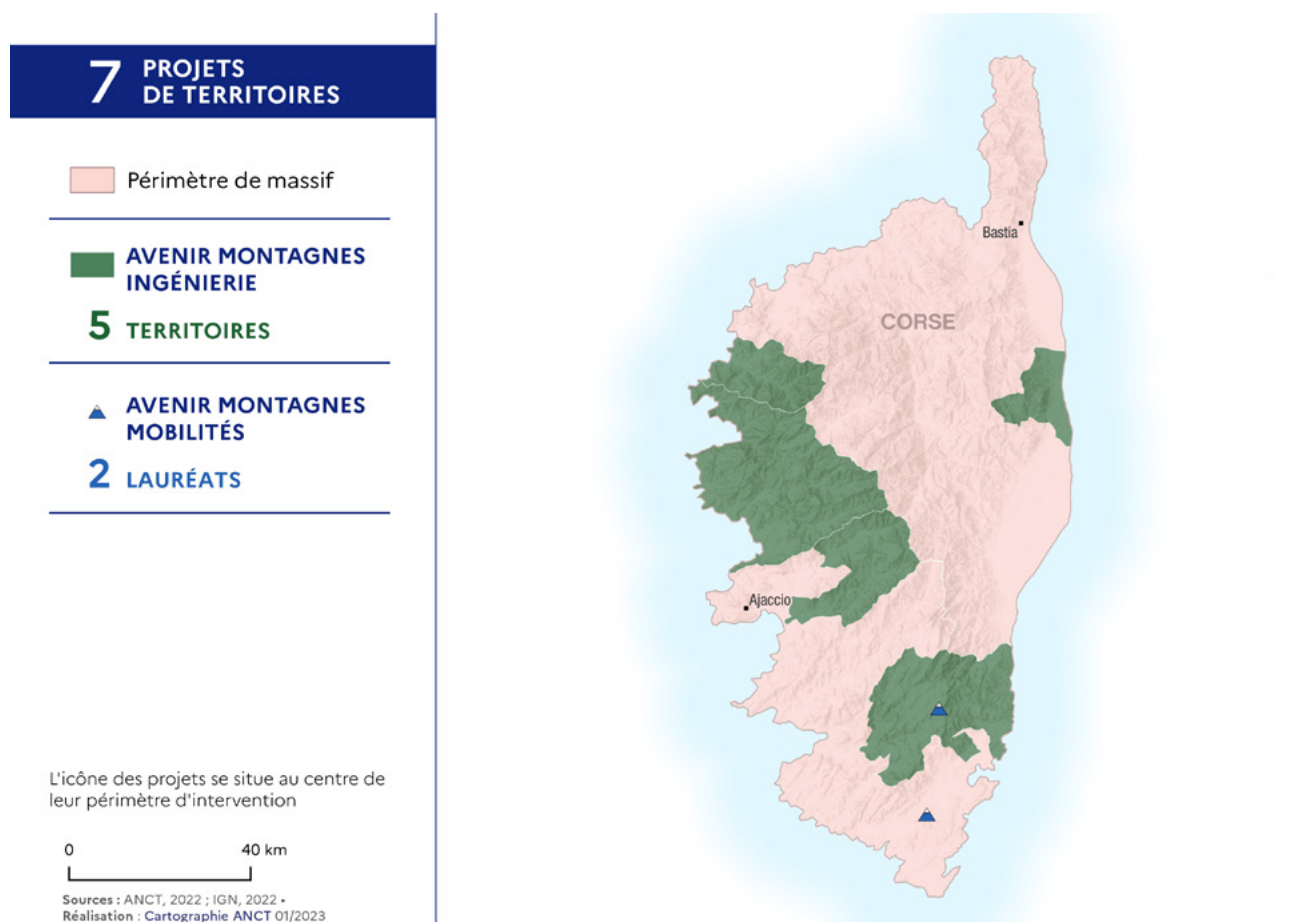 7 PROJETS
DE TERRITOIRES
Périmètre de massif
AVENIR MONTAGNES
INGÉNIERIE
5 TERRITOIRES
AVENIR MONTAGNES
MOBILITÉS
2 LAURÉATS
L'icône des projets se situe au centre de
leur périmètre d'intervention
0 40 km
Sources : ANCT, 2022 ; IGN, 2022 •
Réalisation : Cartographie ANCT 01/2023
Bastia
CORSE
Ajaccio